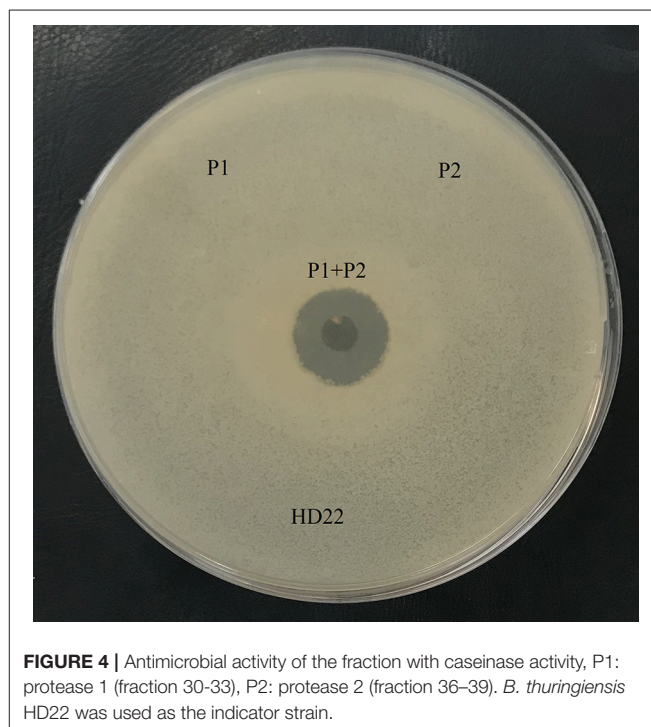 P1
P2
P1+P2
HD22
FIGURE 4 | Antimicrobial activity of the fraction with caseinase activity, P1:
protease 1 (fraction 30-33), P2: protease 2 (fraction 36–39). B. thuringiensis
HD22 was used as the indicator strain.